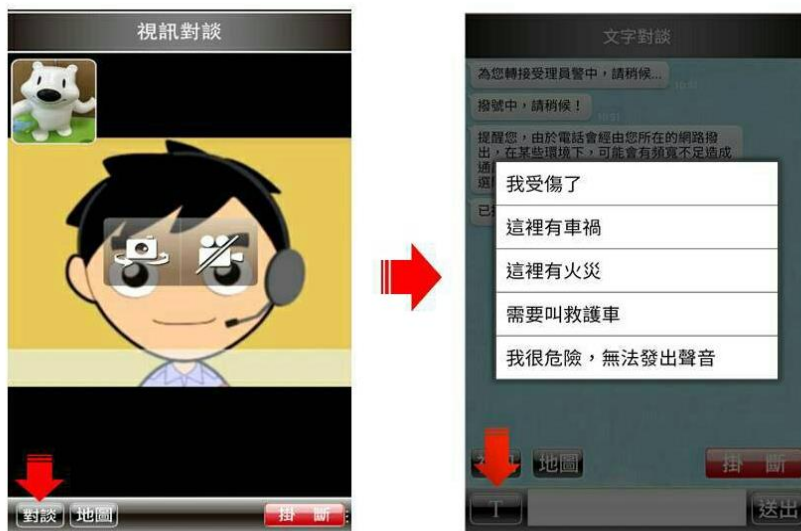 視訊對談
對談
地圖
掛 斷
文字對談
為您轉接受理員警中，請稍候...
10:51
撥號中，請稍候！
10:51
提醒您，由於電話會經由您所在的網路撥
出，在某些環境下，可能會有頻寬不足造成
我受傷了
這裡有車禍
這裡有火災
需要叫救護車
我很危險，無法發出聲音
地圖
掛 斷
T
送出